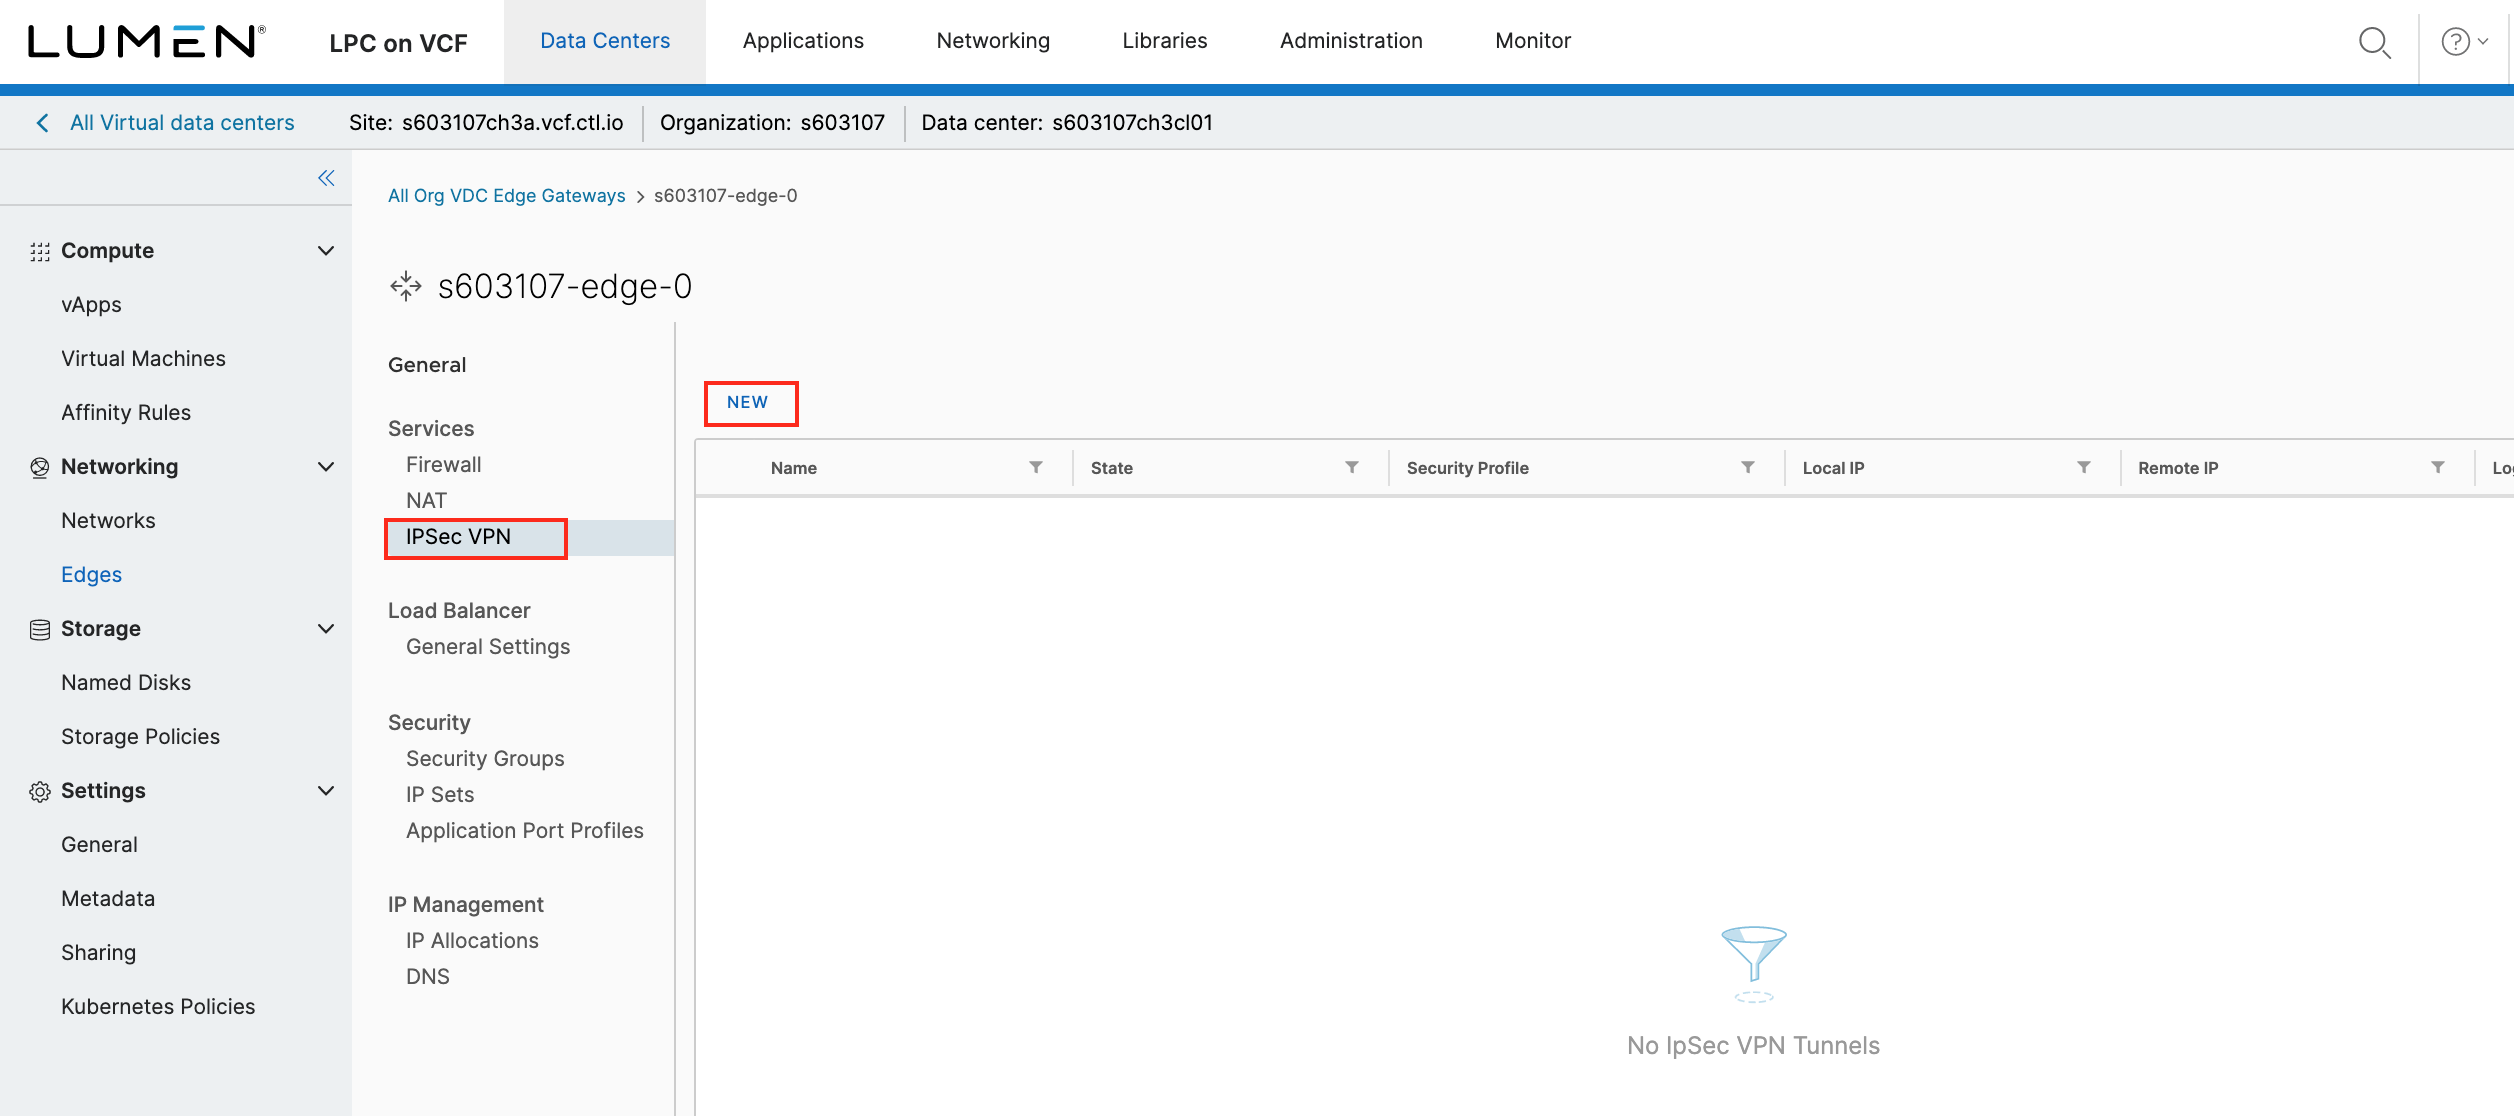 LUMEN®
LPC on VCF
Data Centers
Applications
Networking
Libraries
Administration
Monitor
?
All Virtual data centers
Site: s603107ch3a.vcf.ctl.io
Organization: s603107
Data center: s603107ch3cl01
Compute
vApps
Virtual Machines
Affinity Rules
Networking
Networks
Edges
Storage
Named Disks
Storage Policies
Settings
General
Metadata
Sharing
Kubernetes Policies
All Org VDC Edge Gateways > s603107-edge-0
s603107-edge-0
General
Services
Firewall
NAT
IPSec VPN
Load Balancer
General Settings
Security
Security Groups
IP Sets
Application Port Profiles
IP Management
IP Allocations
DNS
NEW
Name
State
Security Profile
Local IP
Remote IP
No IpSec VPN Tunnels